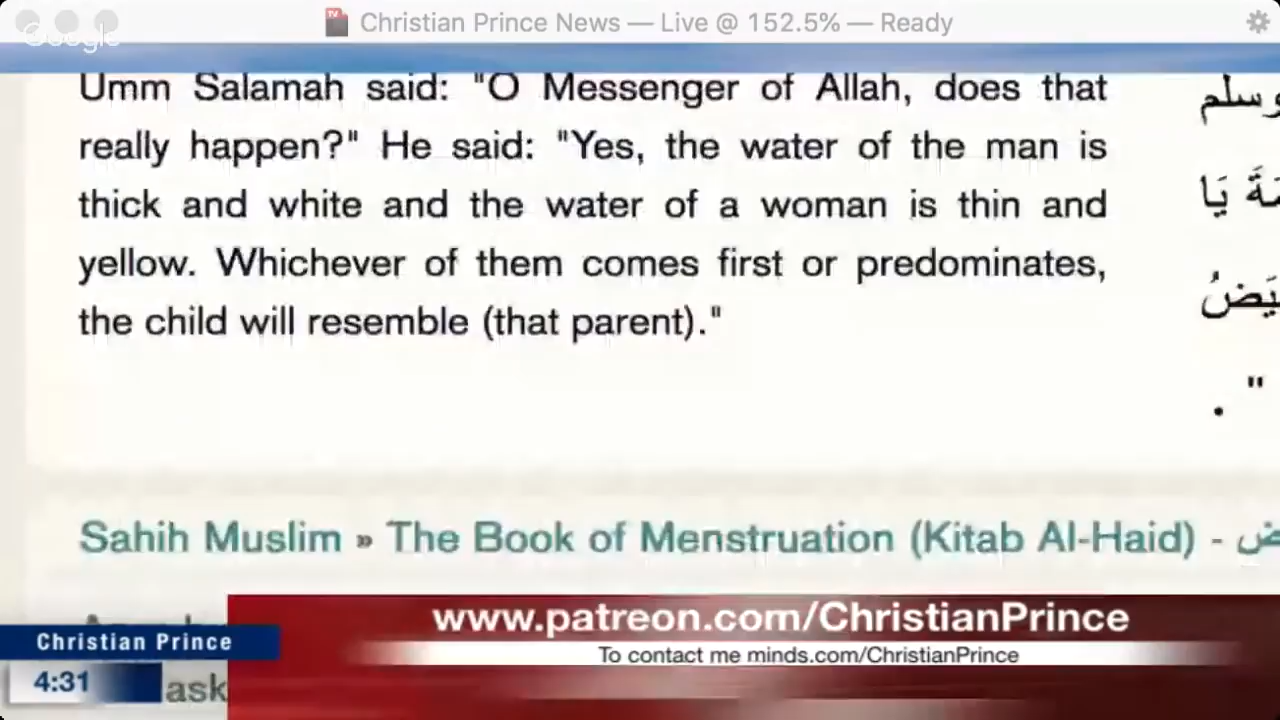 Christian Prince News — Live @ 152.5% — Ready
Google
Umm Salamah said: "O Messenger of Allah, does that
وسلم
really happen?" He said: "Yes, the water of the man is
thick and white and the water of a woman is thin and
يَا
yellow. Whichever of them comes first or predominates,
the child will resemble (that parent)."
" .
Sahih Muslim » The Book of Menstruation (Kitab Al-Haid) -
www.patreon.com/ChristianPrince
Christian Prince
To contact me minds.com/ChristianPrince
4:31
ask